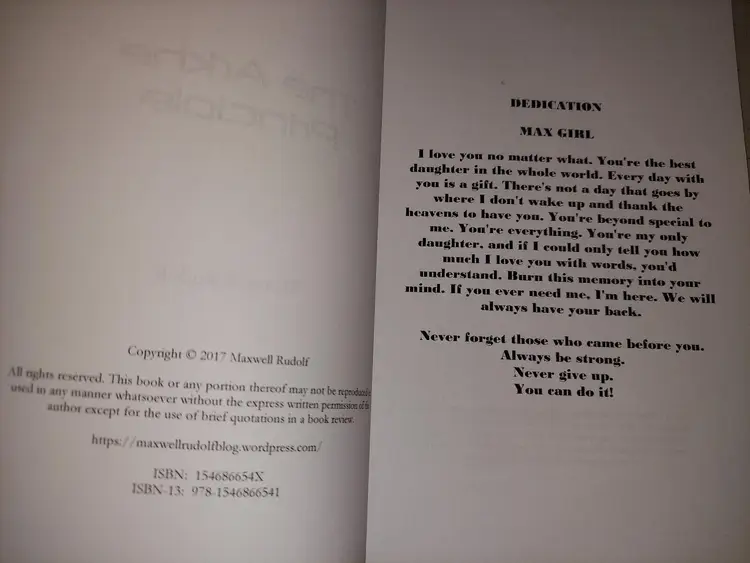 Copyright © 2017 Maxwell Rudolf
All rights reserved. This book or any portion thereof may not be reproduced
used in any manner whatsoever without the express written permission of the
author except for the use of brief quotations in a book review.
https://maxwellrudolfblog.wordpress.com/
ISBN: 154686654X
ISBN-13: 978-1546866541
DEDICATION
MAX GIRL
I love you no matter what. You're the best
daughter in the whole world. Every day with
you is a gift. There's not a day that goes by
where I don't wake up and thank the
heavens to have you. You're beyond special to
me. You're everything. You're my only
daughter, and if I could only tell you how
much I love you with words, you'd
understand. Burn this memory into your
mind. If you ever need me, I'm here. We will
always have your back.
Never forget those who came before you.
Always be strong.
Never give up.
You can do it!